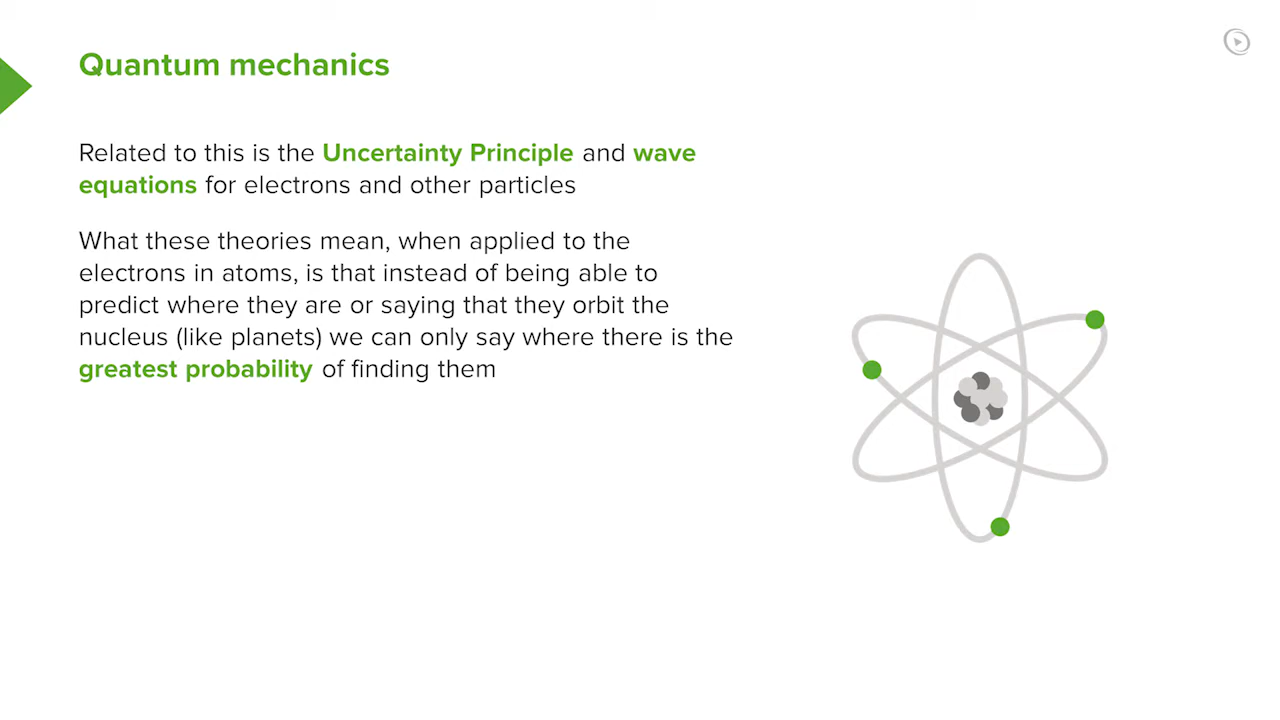 Quantum mechanics
Related to this is the Uncertainty Principle and wave
equations for electrons and other particles
What these theories mean, when applied to the
electrons in atoms, is that instead of being able to
predict where they are or saying that they orbit the
nucleus (like planets) we can only say where there is the
greatest probability of finding them